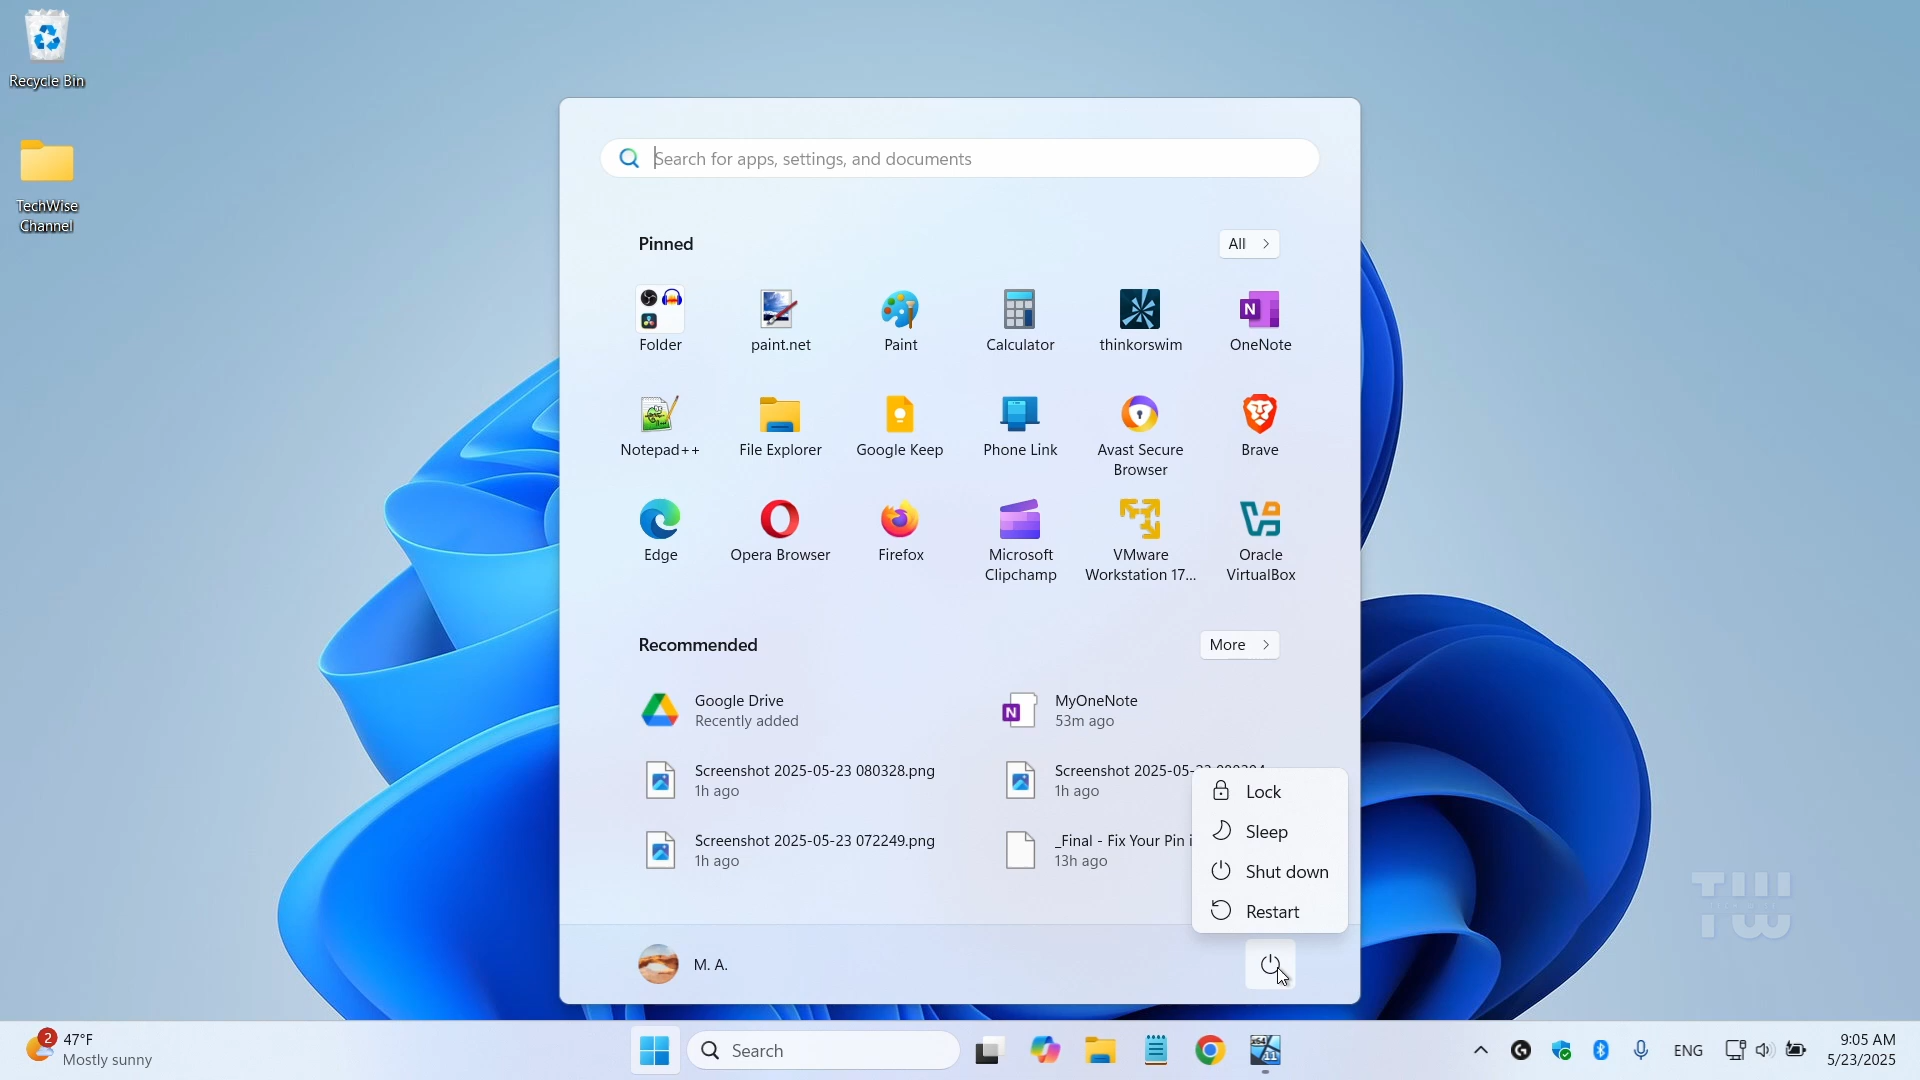 Recycle Bin
TechWise
Channel
Search for apps, settings, and documents
Pinned
All
Folder
paint.net
Paint
Calculator
thinkorswim
OneNote
Notepad++
File Explorer
Google Keep
Phone Link
Avast Secure
Browser
Brave
Edge
Opera Browser
Firefox
Microsoft
Clipchamp
VMware
Workstation 17...
Oracle
VirtualBox
Recommended
More
Google Drive
Recently added
MyOneNote
53m ago
Screenshot 2025-05-23 080328.png
1h ago
Screenshot 2025-05-
1h ago
Screenshot 2025-05-23 072249.png
1h ago
_Final - Fix Your Pin i
13h ago
Lock
Sleep
Shut down
Restart
M. A.
TW
2
47°F
Mostly sunny
Search
X64
11
ENG
9:05 AM
5/23/2025